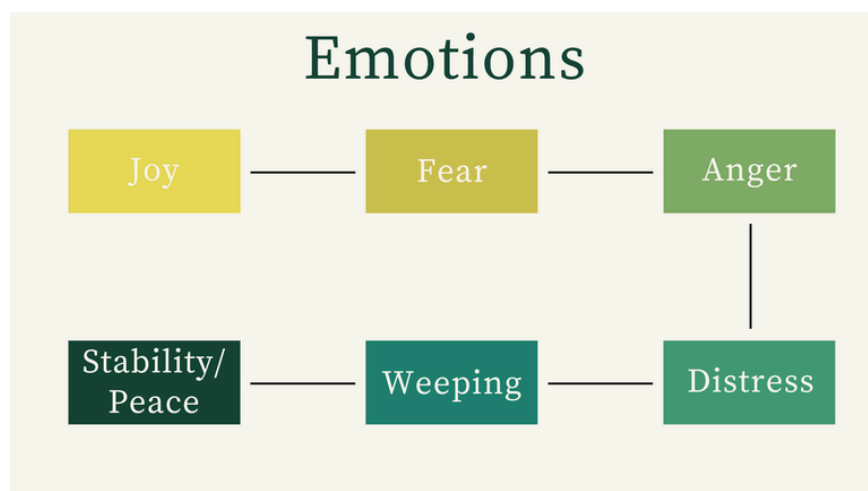 Emotions
Joy
Fear
Anger
Stability/
Peace
Weeping
Distress